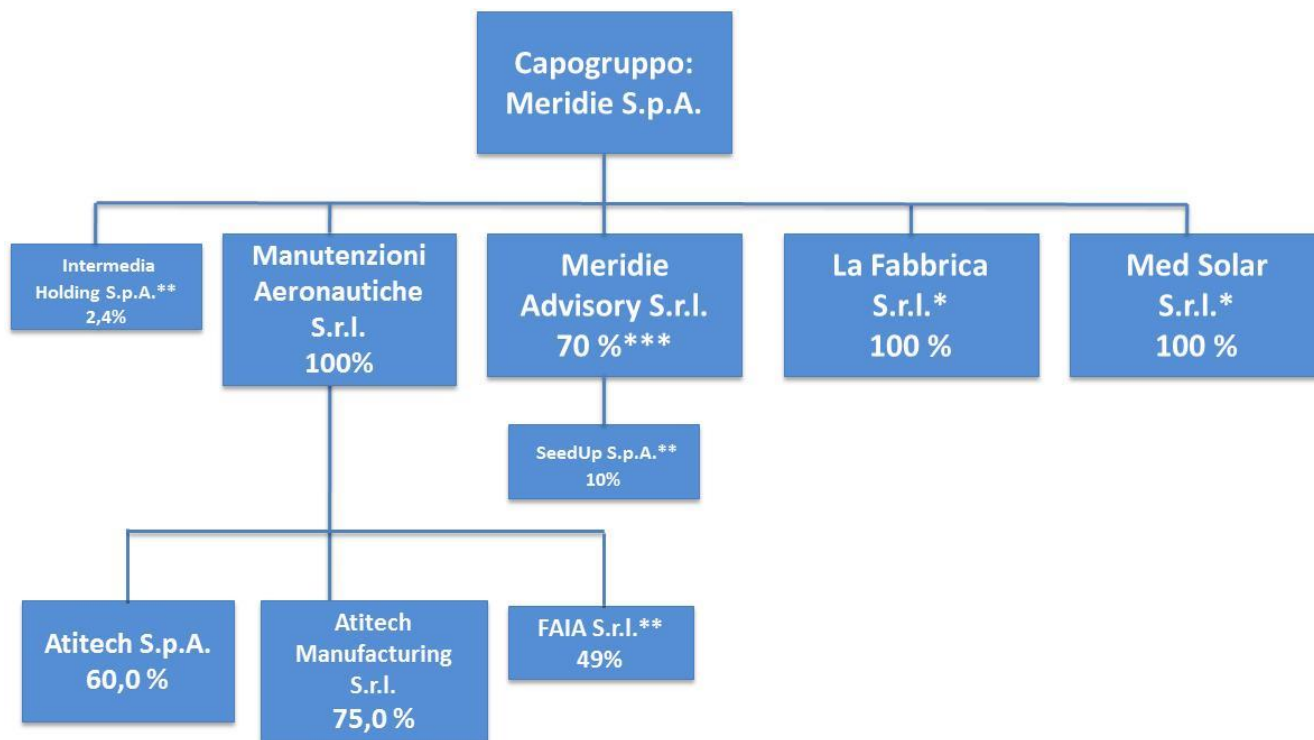 Capogruppo:
Meridie S.p.A.
Intermedia
Holding S.p.A.**
2,4%
Manutenzioni
Aeronautiche
S.r.l.
100%
Meridie
Advisory S.r.l.
70 %***
La Fabbrica
S.r.l.*
100 %
Med Solar
S.r.l.*
100 %
SeedUp S.p.A.**
10%
Atitech S.p.A.
60,0 %
Atitech
Manufacturing
S.r.l.
75,0 %
FAIA S.r.l.**
49%